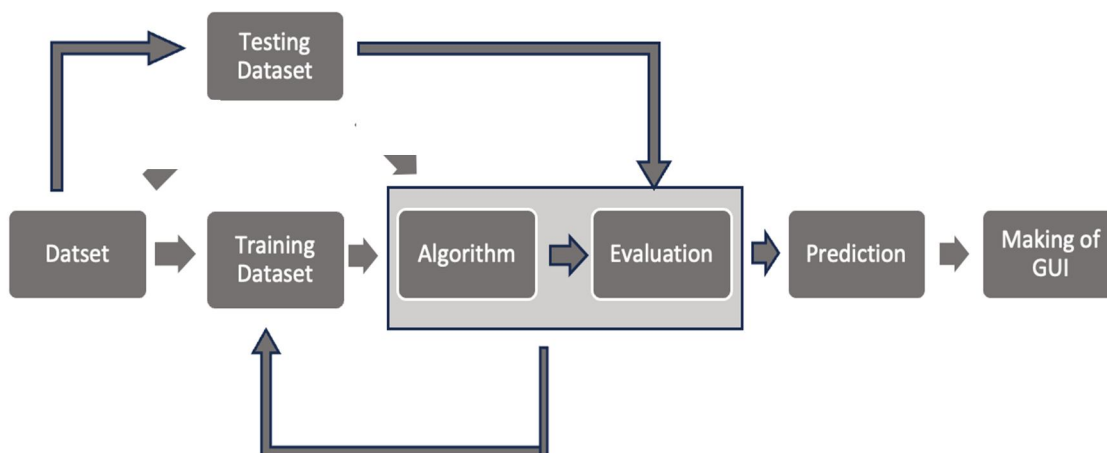 Testing
Dataset
Datset
Training
Dataset
Algorithm
Evaluation
Prediction
Making of
GUI